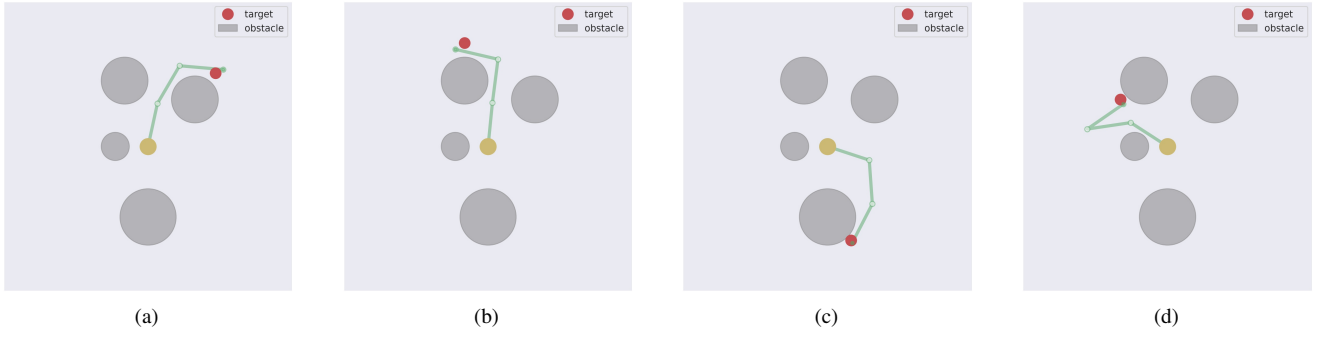 target
obstacle
target
obstacle
target
obstacle
target
obstacle
(a)
(b)
(c)
(d)